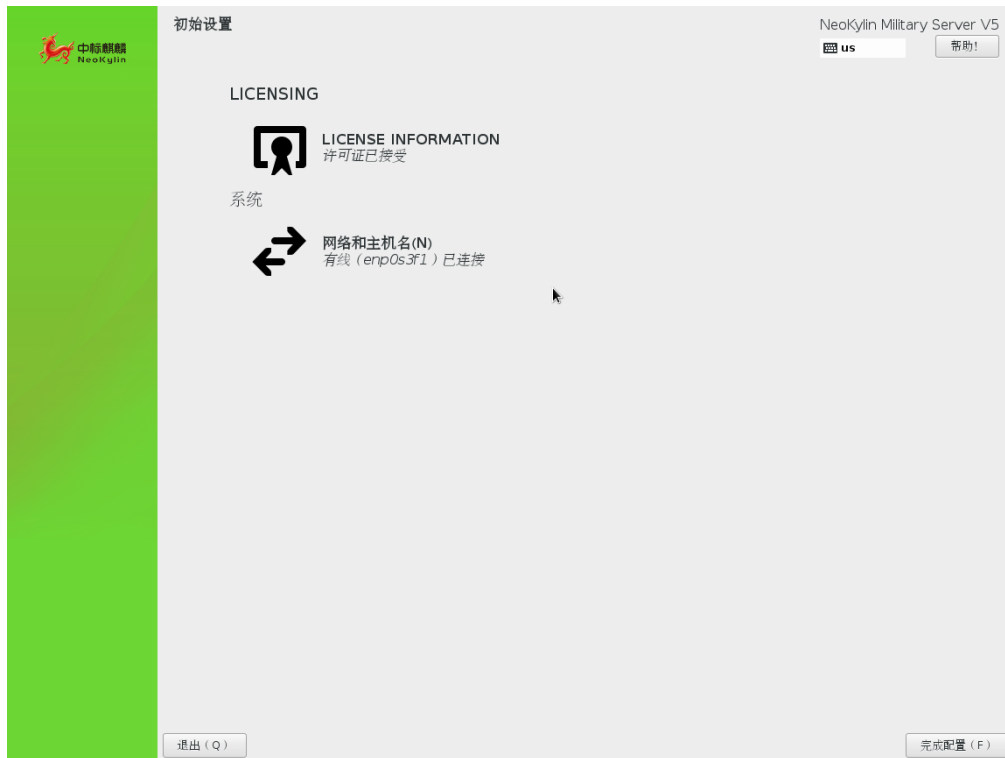 初始设置
NeoKylin Military Server V5
中标麒麟
NeoKylin
us
帮助!
LICENSING
LICENSE INFORMATION
许可证已接受
系统
网络和主机名(N)
有线（enp0s3f1）已连接
退出（Q）
完成配置（F）